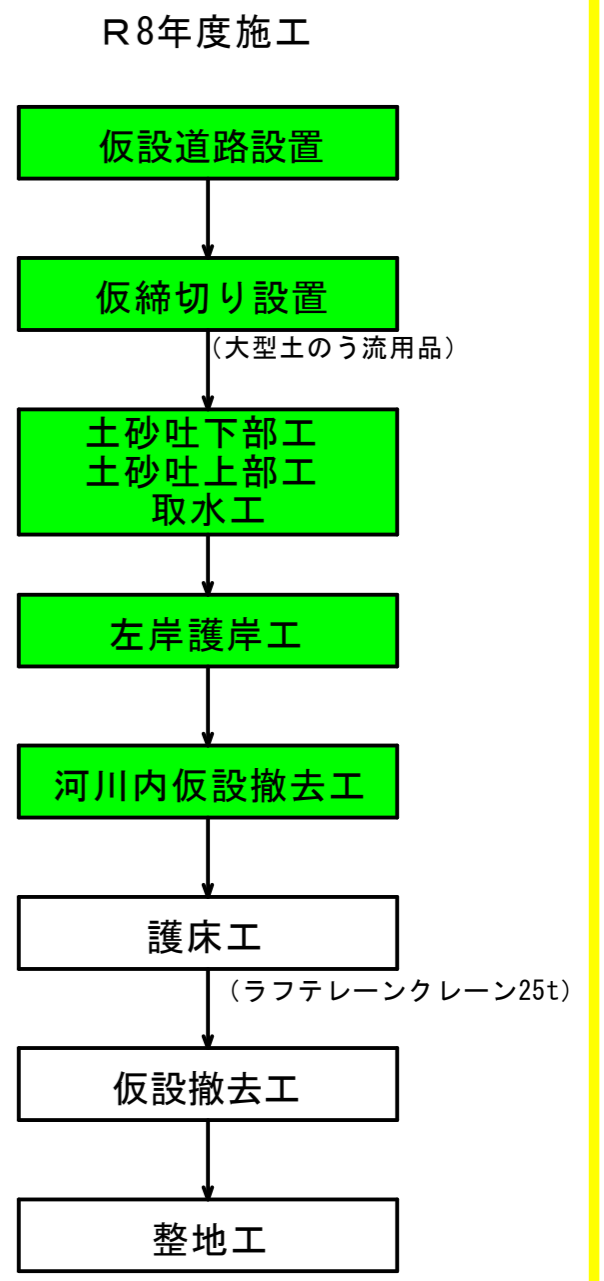 R8年度施工
仮設道路設置
仮締切り設置
(大型土のう流用品)
土砂吐下部工
土砂吐上部工
取水工
左岸護岸工
河川内仮設撤去工
護床工
(ラフテレーンクレーン25t)
仮設撤去工
整地工